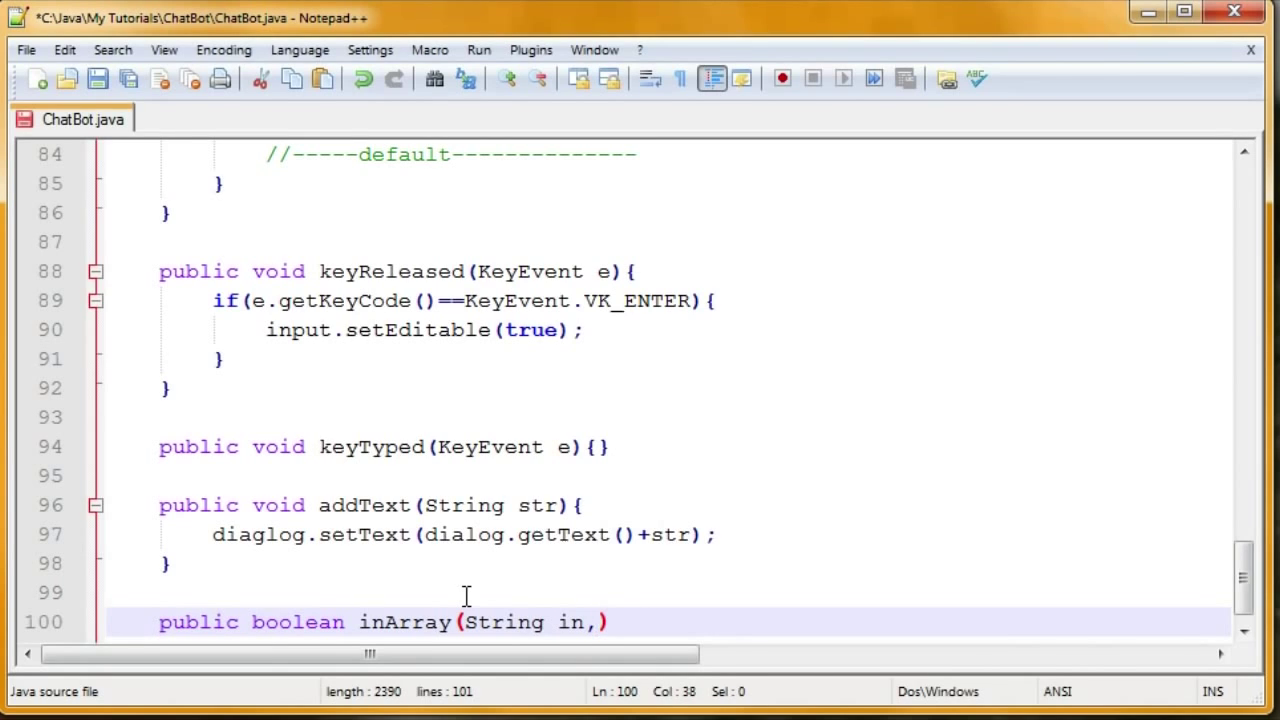 *C:\Java\My Tutorials\ChatBot\ChatBot.java - Notepad++
File Edit Search View Encoding Language Settings Macro Run Plugins Window ? X
ABC
ChatBot.java
84 //-----default--------------
85 }
86 }
87
88 public void keyReleased(KeyEvent e){
89 if(e.getKeyCode()==KeyEvent.VK_ENTER){
90 input.setEditable(true);
91 }
92 }
93
94 public void keyTyped(KeyEvent e){}
95
96 public void addText(String str){
97 diaglog.setText(dialog.getText()+str);
98 }
99
100 public boolean inArray(String in,)
Java source file length : 2390 lines : 101 Ln : 100 Col : 38 Sel : 0 Dos\Windows ANSI INS